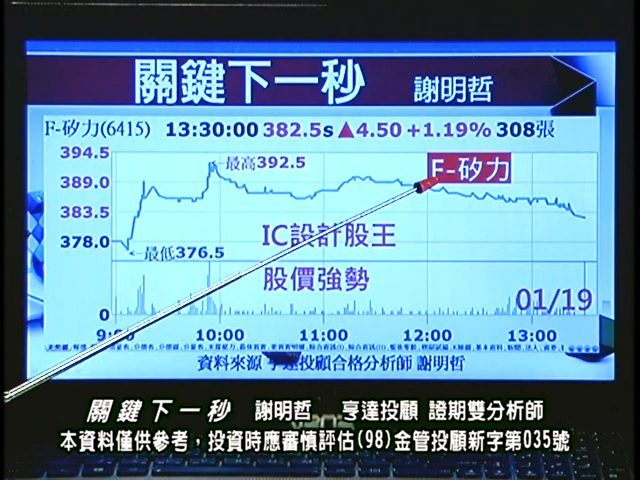 關鍵下一秒 謝明哲
F-矽力(6415) 13:30:00 382.5s ▲4.50 +1.19% 308張
394.5
最高392.5
F-矽力
389.0
383.5
IC設計股王
378.0
最低376.5
股價強勢
01/19
0
9:00 10:00 11:00 12:00 13:00
資料來源 亨達投顧合格分析師 謝明哲
關鍵下一秒 謝明哲 亨達投顧 證期雙分析師
本資料僅供參考，投資時應審慎評估(98)金管投顧新字第035號